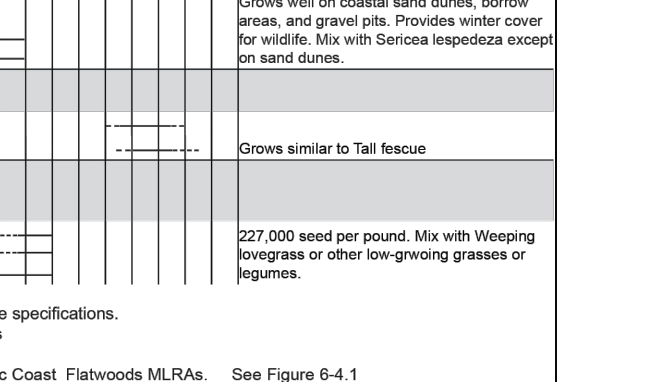 Grows well on coastal sand dunes, borrow
areas, and gravel pits. Provides winter cover
for wildlife. Mix with Sericea lespedeza except
on sand dunes.
Grows similar to Tall fescue
227,000 seed per pound. Mix with Weeping
lovegrass or other low-grwoing grasses or
legumes.
e specifications.
s
c Coast Flatwoods MLRAs. See Figure 6-4.1